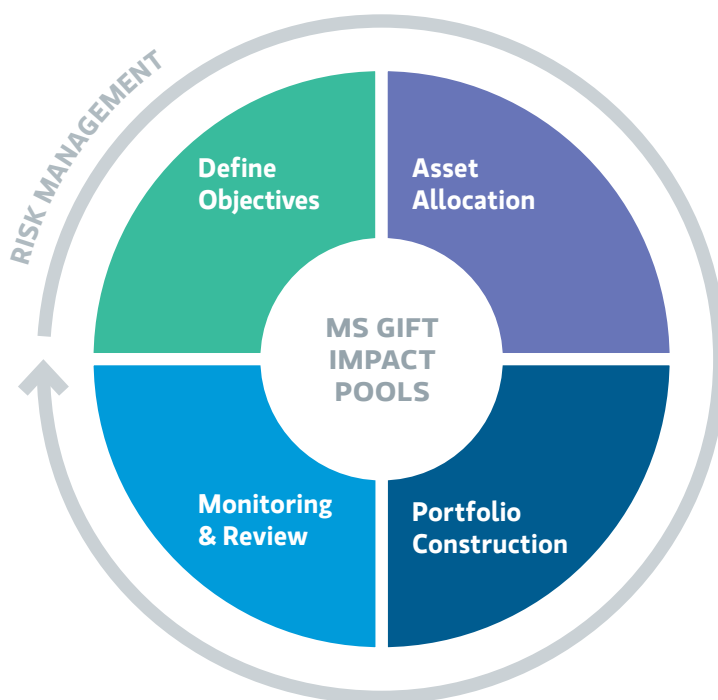 RISK MANAGEMENT
Define
Objectives
Asset
Allocation
MS GIFT
IMPACT
POOLS
Monitoring
& Review
Portfolio
Construction